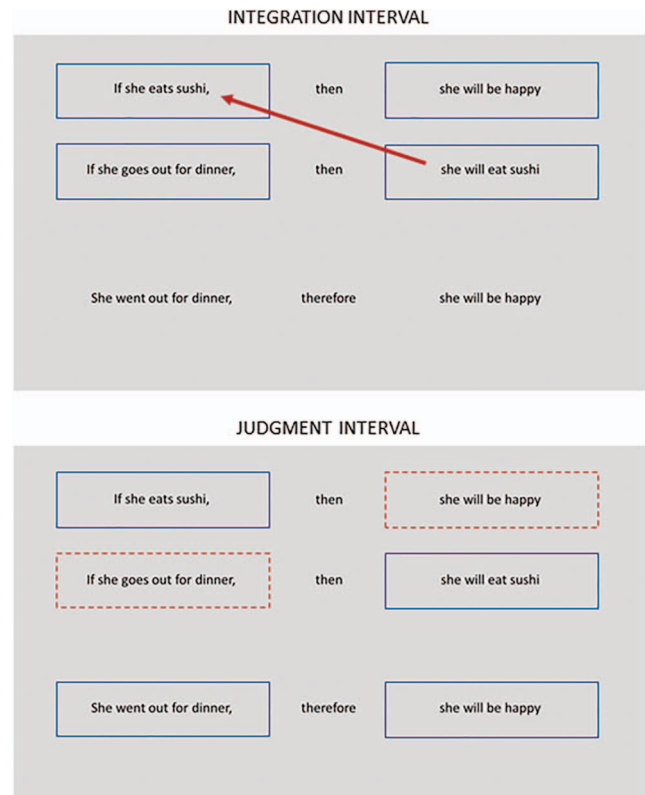 INTEGRATION INTERVAL
If she eats sushi, then she will be happy
If she goes out for dinner, then she will eat sushi
She went out for dinner, therefore she will be happy
JUDGMENT INTERVAL
If she eats sushi, then she will be happy
If she goes out for dinner, then she will eat sushi
She went out for dinner, therefore she will be happy